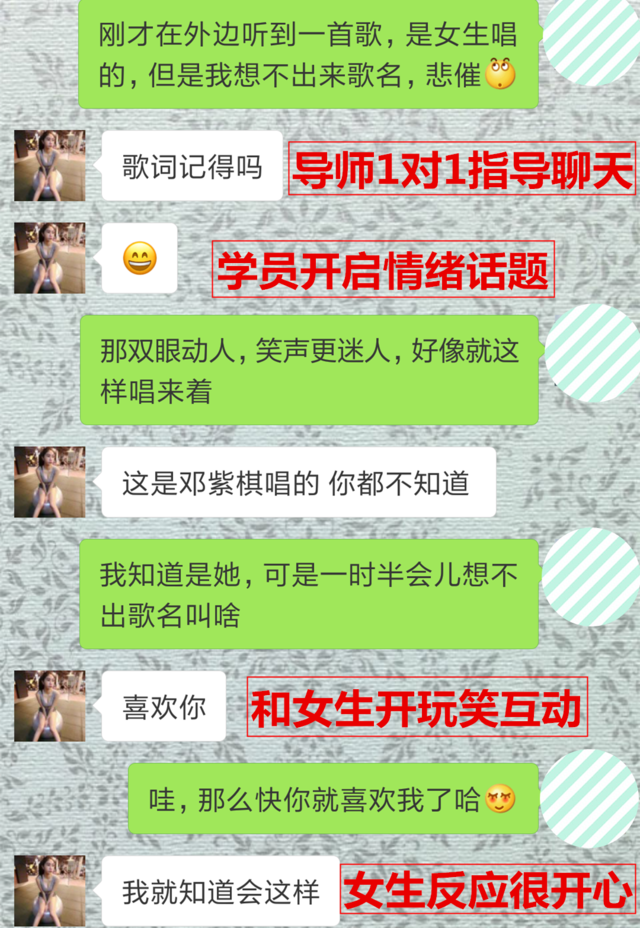 刚才在外边听到一首歌，是女生唱
的，但是我想不出来歌名，悲催
歌词记得吗
导师1对1指导聊天
学员开启情绪话题
那双眼动人，笑声更迷人，好像就这
样唱来着
这是邓紫棋唱的 你都不知道
我知道是她，可是一时半会儿想不
出歌名叫啥
喜欢你
和女生开玩笑互动
哇，那么快你就喜欢我了哈
我就知道会这样
女生反应很开心